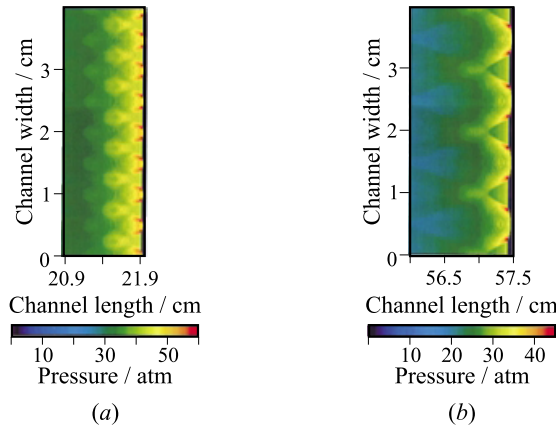 Channel width / cm
3
2
1
0
20.9 21.9
Channel length / cm
10 30 50
Pressure / atm
(a)
Channel width / cm
3
2
1
0
56.5 57.5
Channel length / cm
10 20 30 40
Pressure / atm
(b)